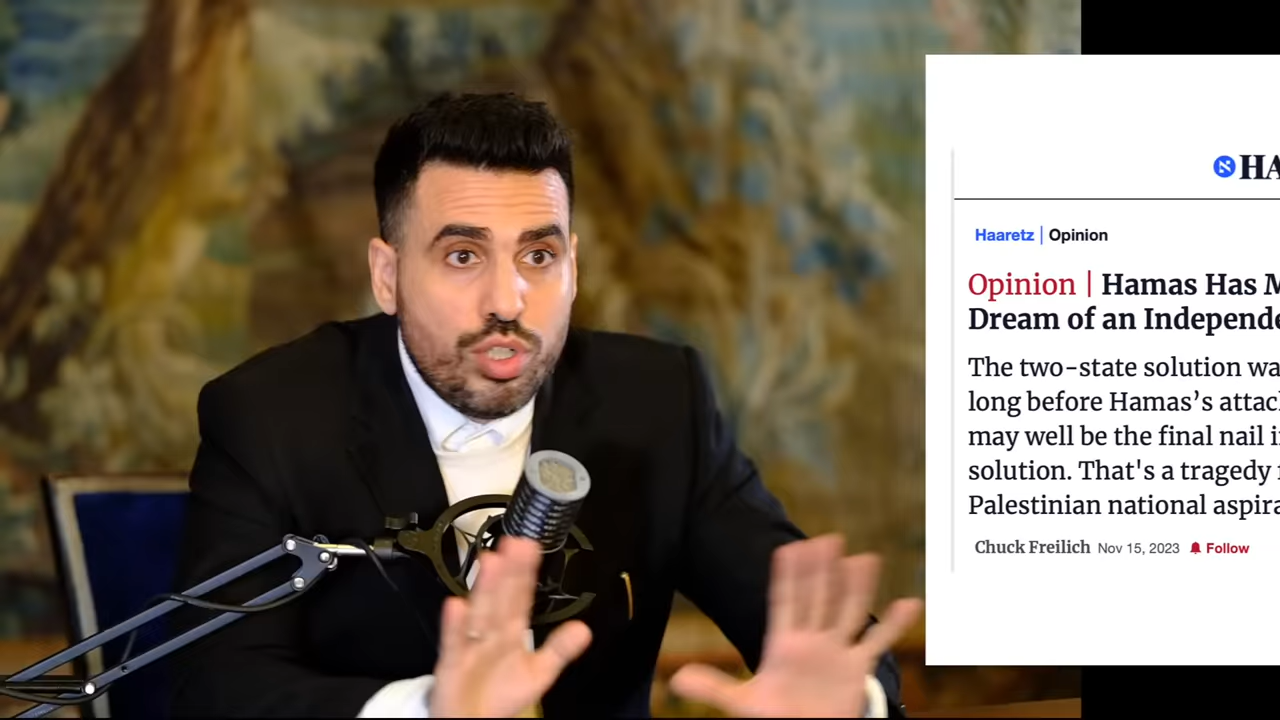 HA
Haaretz | Opinion
Opinion | Hamas Has M
Dream of an Independe
The two-state solution wa
long before Hamas’s attac
may well be the final nail i
solution. That's a tragedy
Palestinian national aspira
Chuck Freilich Nov 15, 2023 Follow